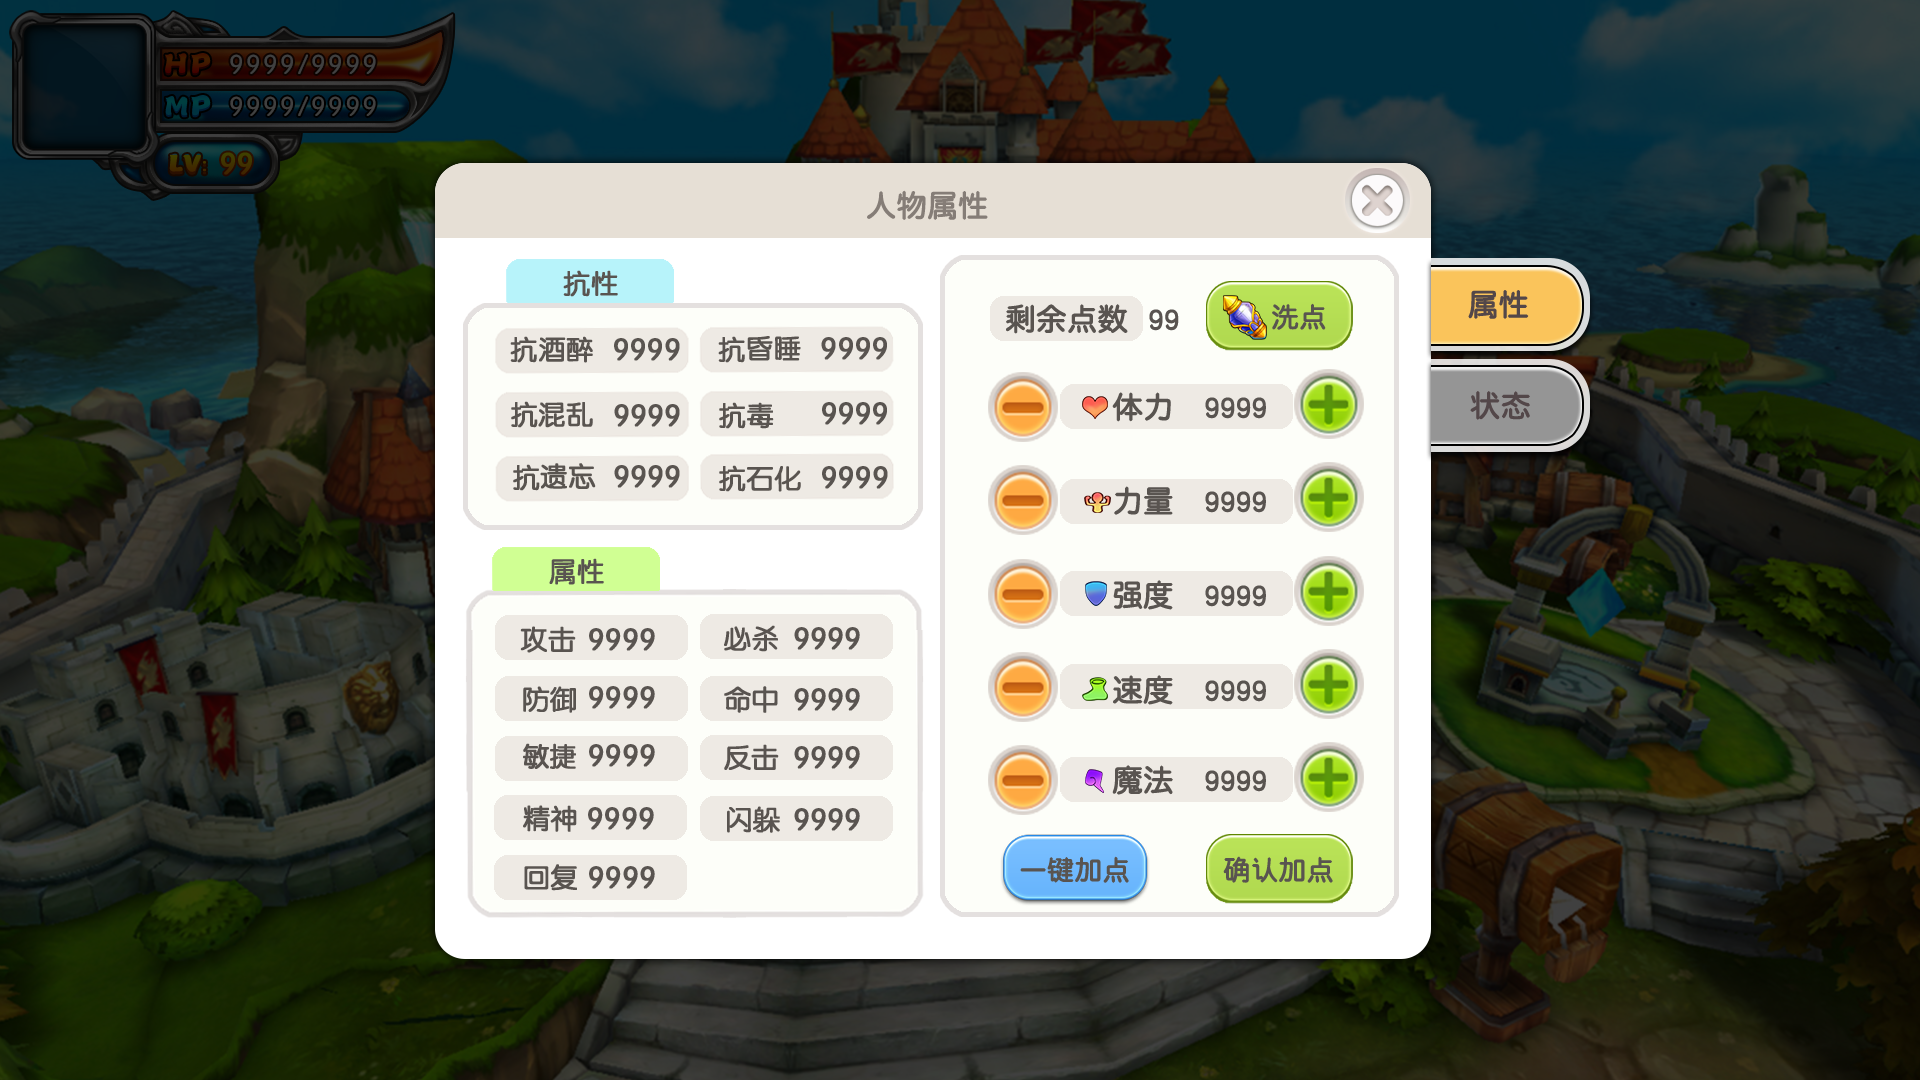 HP 9999/9999
MP 9999/9999
LV: 99
人物属性
抗性
抗酒醉 9999 抗昏睡 9999
抗混乱 9999 抗毒 9999
抗遗忘 9999 抗石化 9999
属性
攻击 9999 必杀 9999
防御 9999 命中 9999
敏捷 9999 反击 9999
精神 9999 闪躲 9999
回复 9999
剩余点数 99 洗点
体力 9999
力量 9999
强度 9999
速度 9999
魔法 9999
一键加点 确认加点
属性
状态